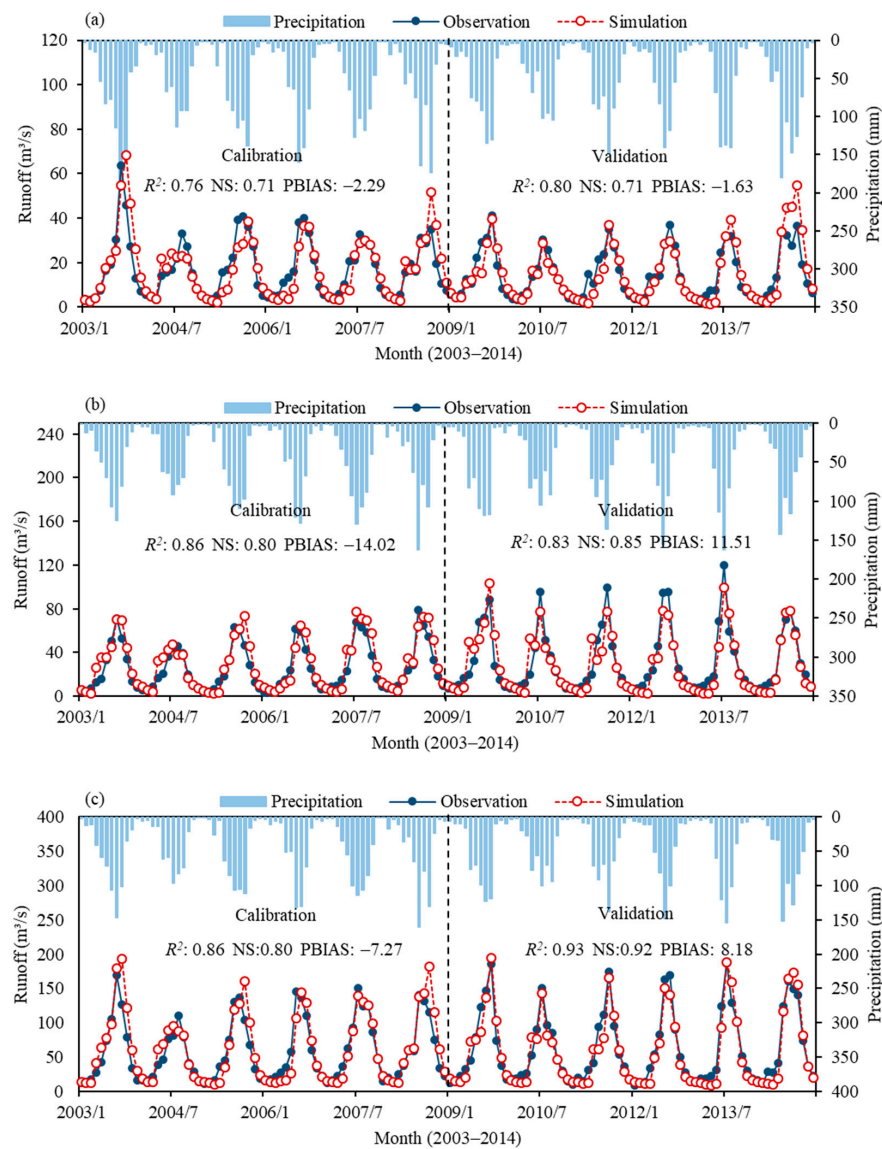 (a)
Precipitation Observation Simulation
120 0
100 50
80 100
60 150
40 200
20 250
0 300
350
Runoff (m³/s)
Precipitation (mm)
Calibration Validation
R²: 0.76 NS: 0.71 PBIAS: −2.29 R²: 0.80 NS: 0.71 PBIAS: −1.63
2003/1 2004/7 2006/1 2007/7 2009/1 2010/7 2012/1 2013/7
Month (2003–2014)
(b)
Precipitation Observation Simulation
240 0
200 50
160 100
120 150
80 200
40 250
0 300
350
Runoff (m³/s)
Precipitation (mm)
Calibration Validation
R²: 0.86 NS: 0.80 PBIAS: −14.02 R²: 0.83 NS: 0.85 PBIAS: 11.51
2003/1 2004/7 2006/1 2007/7 2009/1 2010/7 2012/1 2013/7
Month (2003–2014)
(c)
Precipitation Observation Simulation
400 0
350 50
300 100
250 150
200 200
150 250
100 300
50 350
0 400
Runoff (m³/s)
Precipitation (mm)
Calibration Validation
R²: 0.86 NS:0.80 PBIAS: −7.27 R²: 0.93 NS:0.92 PBIAS: 8.18
2003/1 2004/7 2006/1 2007/7 2009/1 2010/7 2012/1 2013/7
Month (2003–2014)